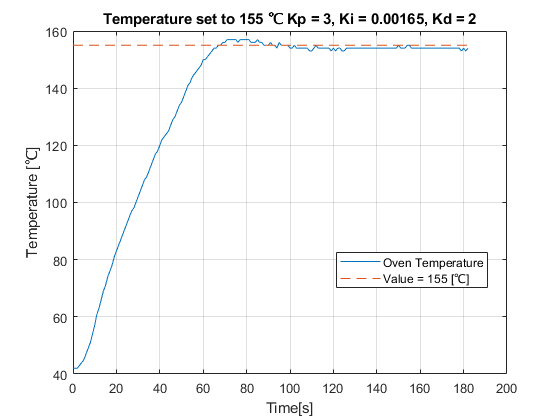 Temperature set to 155 ℃ Kp = 3, Ki = 0.00165, Kd = 2
160
140
120
100
80
60
40
Temperature [℃]
Oven Temperature
Value = 155 [℃]
0 20 40 60 80 100 120 140 160 180 200
Time[s]